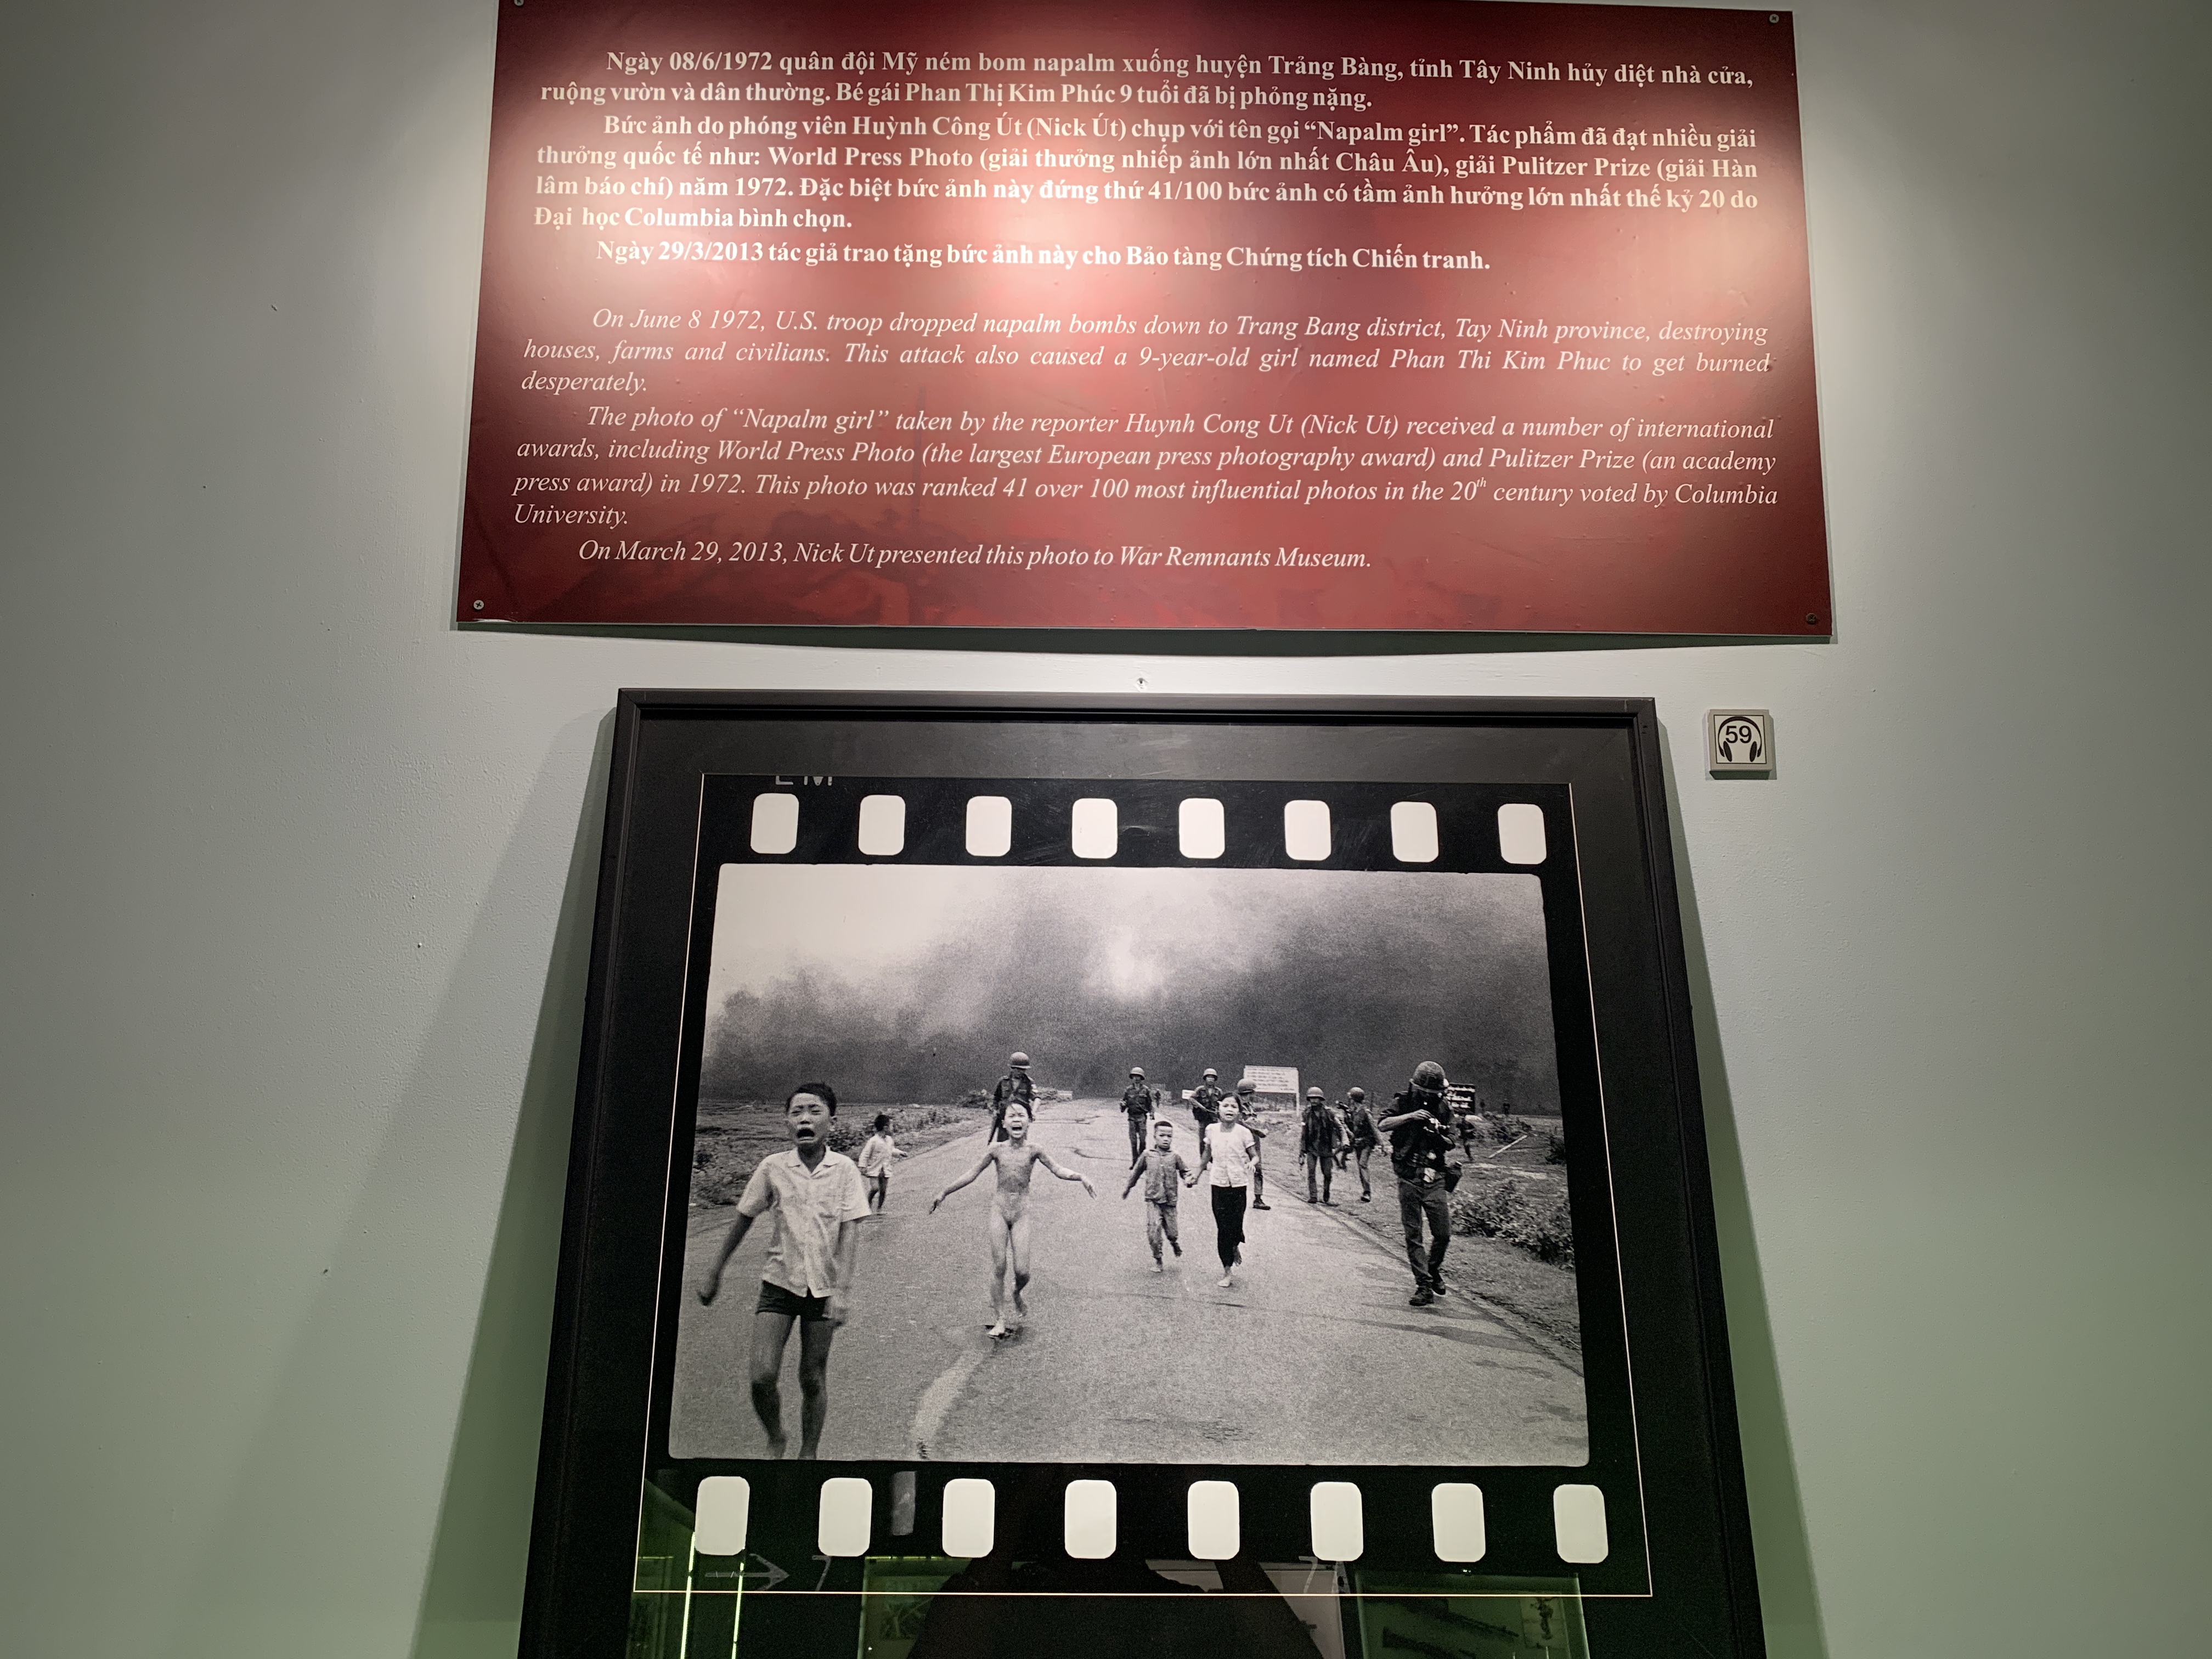 Ngày 08/6/1972 quân đội Mỹ ném bom napalm xuống huyện Trảng Bàng, tỉnh Tây Ninh hủy diệt nhà cửa,
ruộng vườn và dân thường. Bé gái Phan Thị Kim Phúc 9 tuổi đã bị phỏng nặng.
Bức ảnh do phóng viên Huỳnh Công Út (Nick Út) chụp với tên gọi “Napalm girl”. Tác phẩm đã đạt nhiều giải
thưởng quốc tế như: World Press Photo (giải thưởng nhiếp ảnh lớn nhất Châu Âu), giải Pulitzer Prize (giải Hàn
lâm báo chí) năm 1972. Đặc biệt bức ảnh này đứng thứ 41/100 bức ảnh có tầm ảnh hưởng lớn nhất thế kỷ 20 do
Đại học Columbia bình chọn.
Ngày 29/3/2013 tác giả trao tặng bức ảnh này cho Bảo tàng Chứng tích Chiến tranh.
On June 8 1972, U.S. troop dropped napalm bombs down to Trang Bang district, Tay Ninh province, destroying
houses, farms and civilians. This attack also caused a 9-year-old girl named Phan Thi Kim Phuc to get burned
desperately.
The photo of “Napalm girl” taken by the reporter Huynh Cong Ut (Nick Ut) received a number of international
awards, including World Press Photo (the largest European press photography award) and Pulitzer Prize (an academy
press award) in 1972. This photo was ranked 41 over 100 most influential photos in the 20th century voted by Columbia
University.
On March 29, 2013, Nick Ut presented this photo to War Remnants Museum.
59
7 7